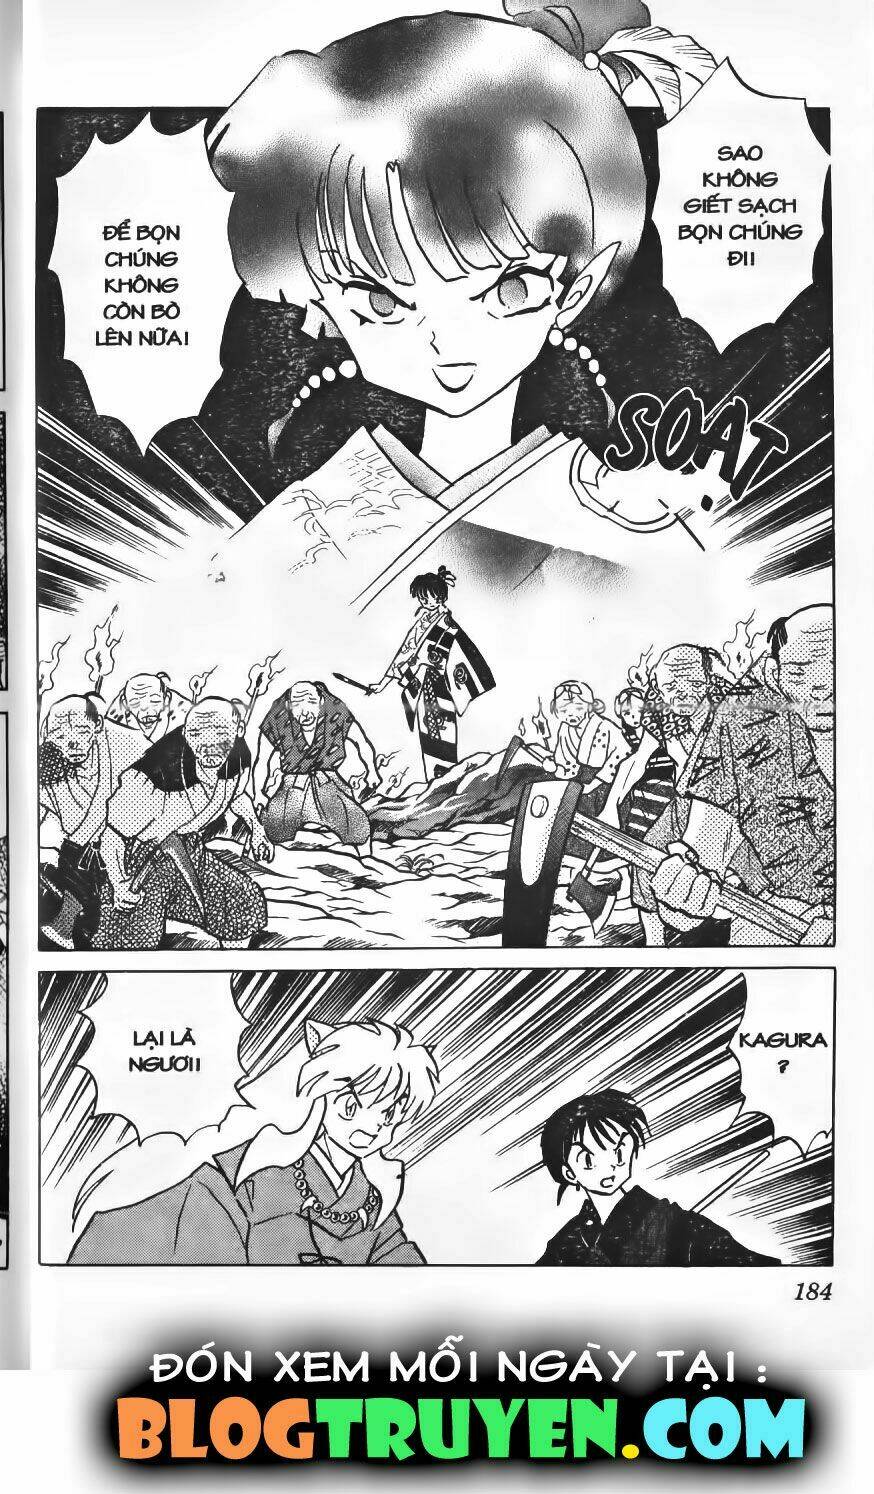 SAO
KHÔNG
GIẾT SẠCH
BỌN CHÚNG
ĐI!
ĐỂ BỌN
CHÚNG
KHÔNG
CÒN BÒ
LÊN NỮA!
SOẠT
KAGURA
?
LẠI LÀ
NGƯƠI!
184
ĐÓN XEM MỖI NGÀY TẠI :
BLOGTRUYEN.COM